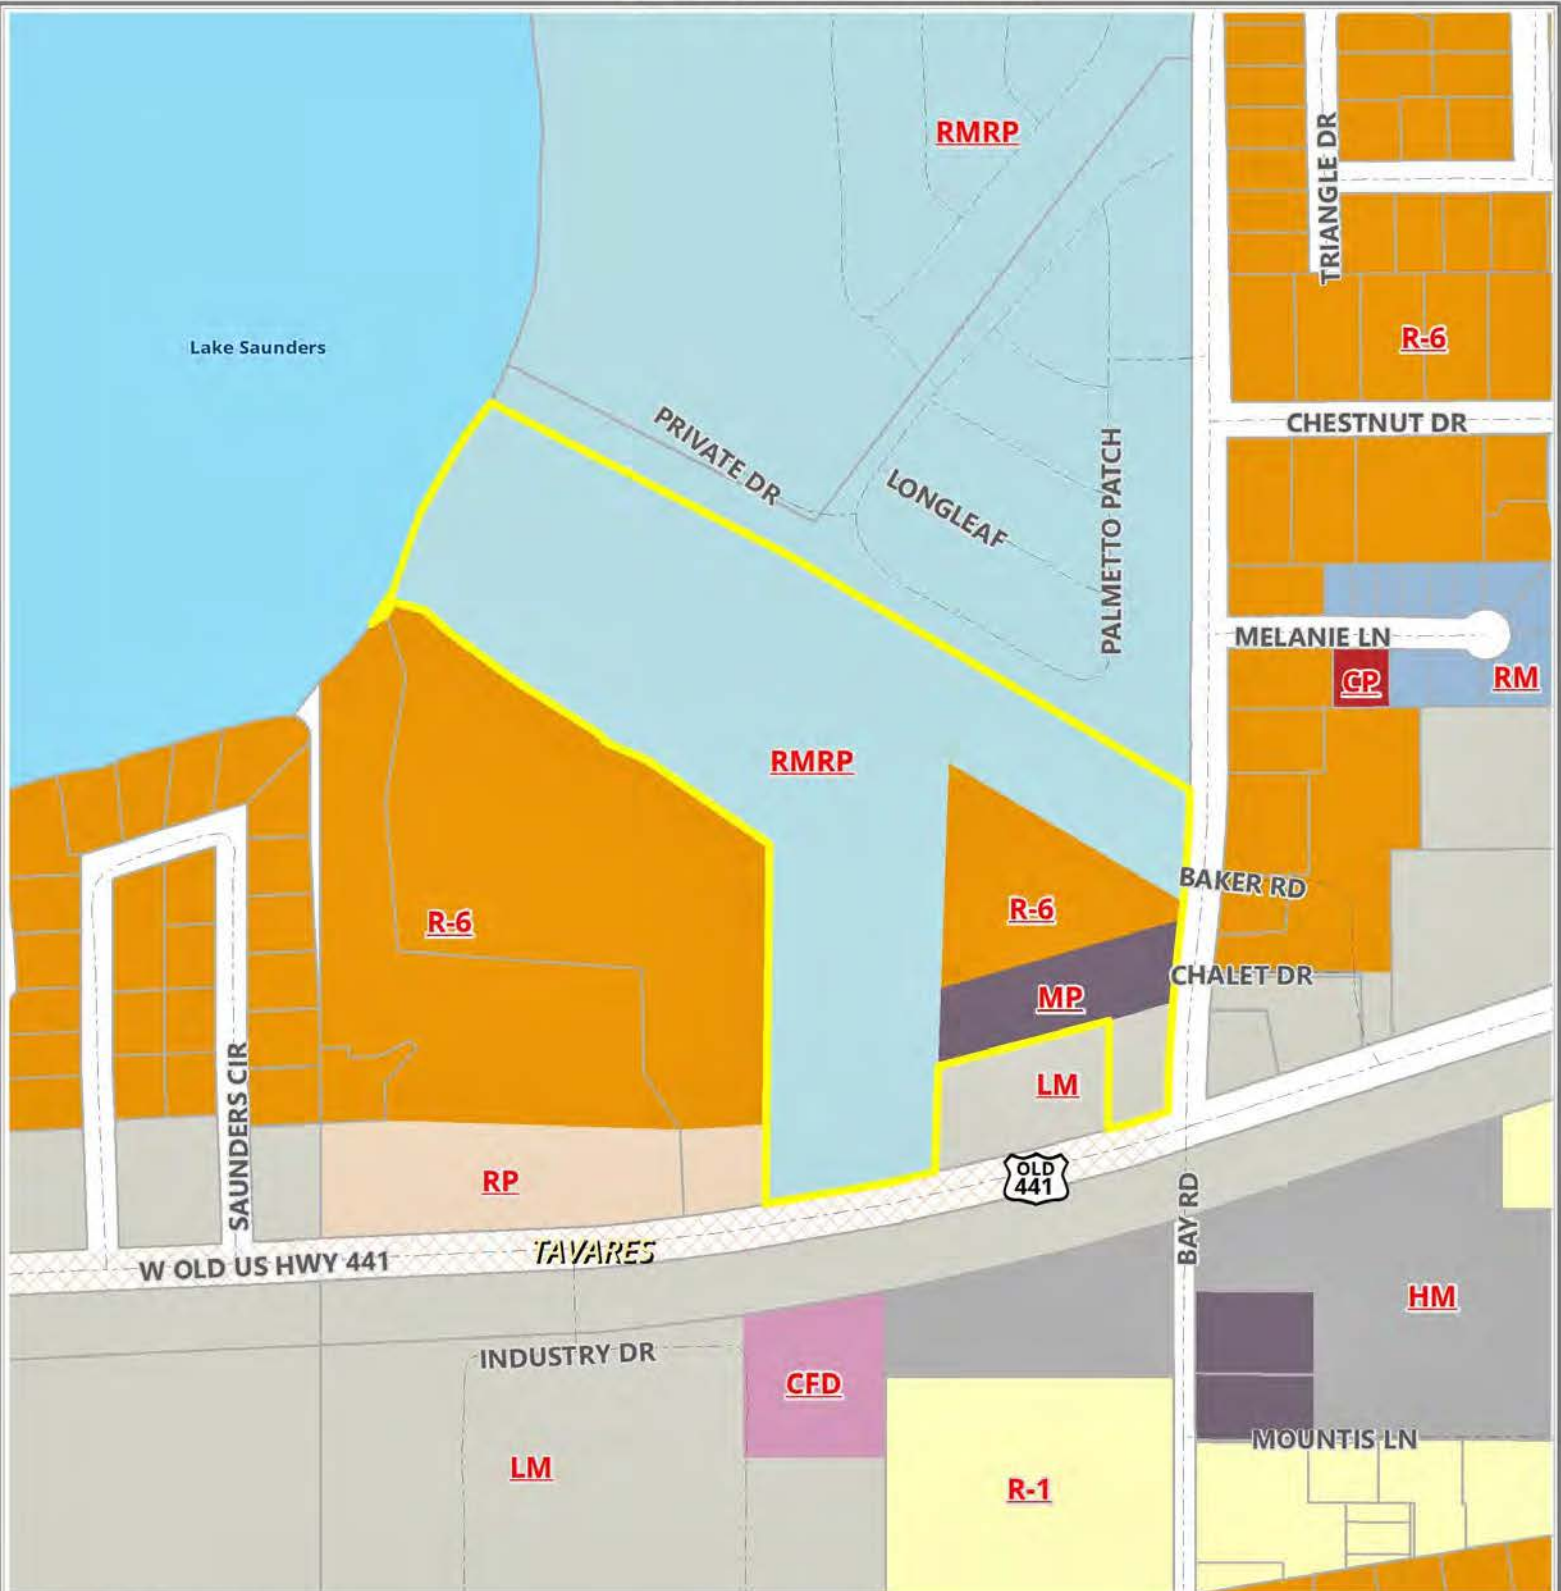 RMRP
TRIANGLE DR
R-6
Lake Saunders
CHESTNUT DR
PRIVATE DR
LONGLEAF
PALMETTO PATCH
MELANIE LN
CP
RM
RMRP
BAKER RD
R-6
R-6
CHALET DR
MP
LM
SAUNDERS CIR
RP
OLD
441
BAY RD
TAVARES
W OLD US HWY 441
HM
INDUSTRY DR
CFD
MOUNTIS LN
LM
R-1